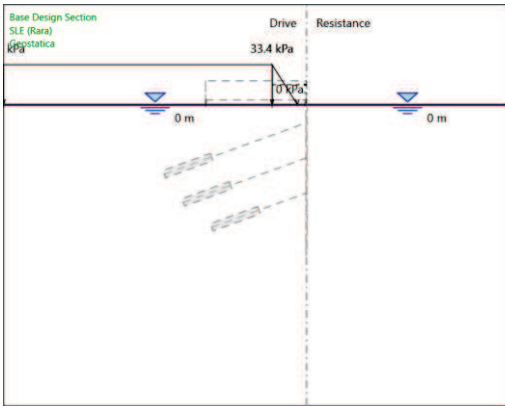 Base Design Section
SLE (Rara)
Geostatica
Drive
Resistance
kPa
33.4 kPa
0 kPa
0 m
0 m